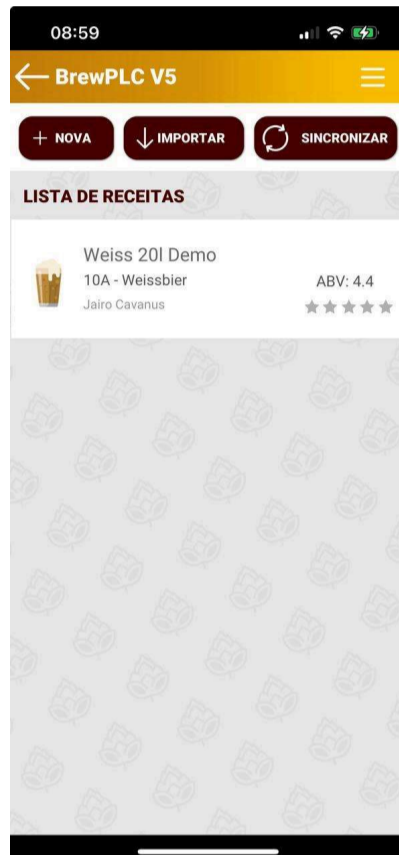 08:59
BrewPLC V5
+ NOVA
IMPORTAR
SINCRONIZAR
LISTA DE RECEITAS
Weiss 20l Demo
10A - Weissbier
ABV: 4.4
Jairo Cavanus